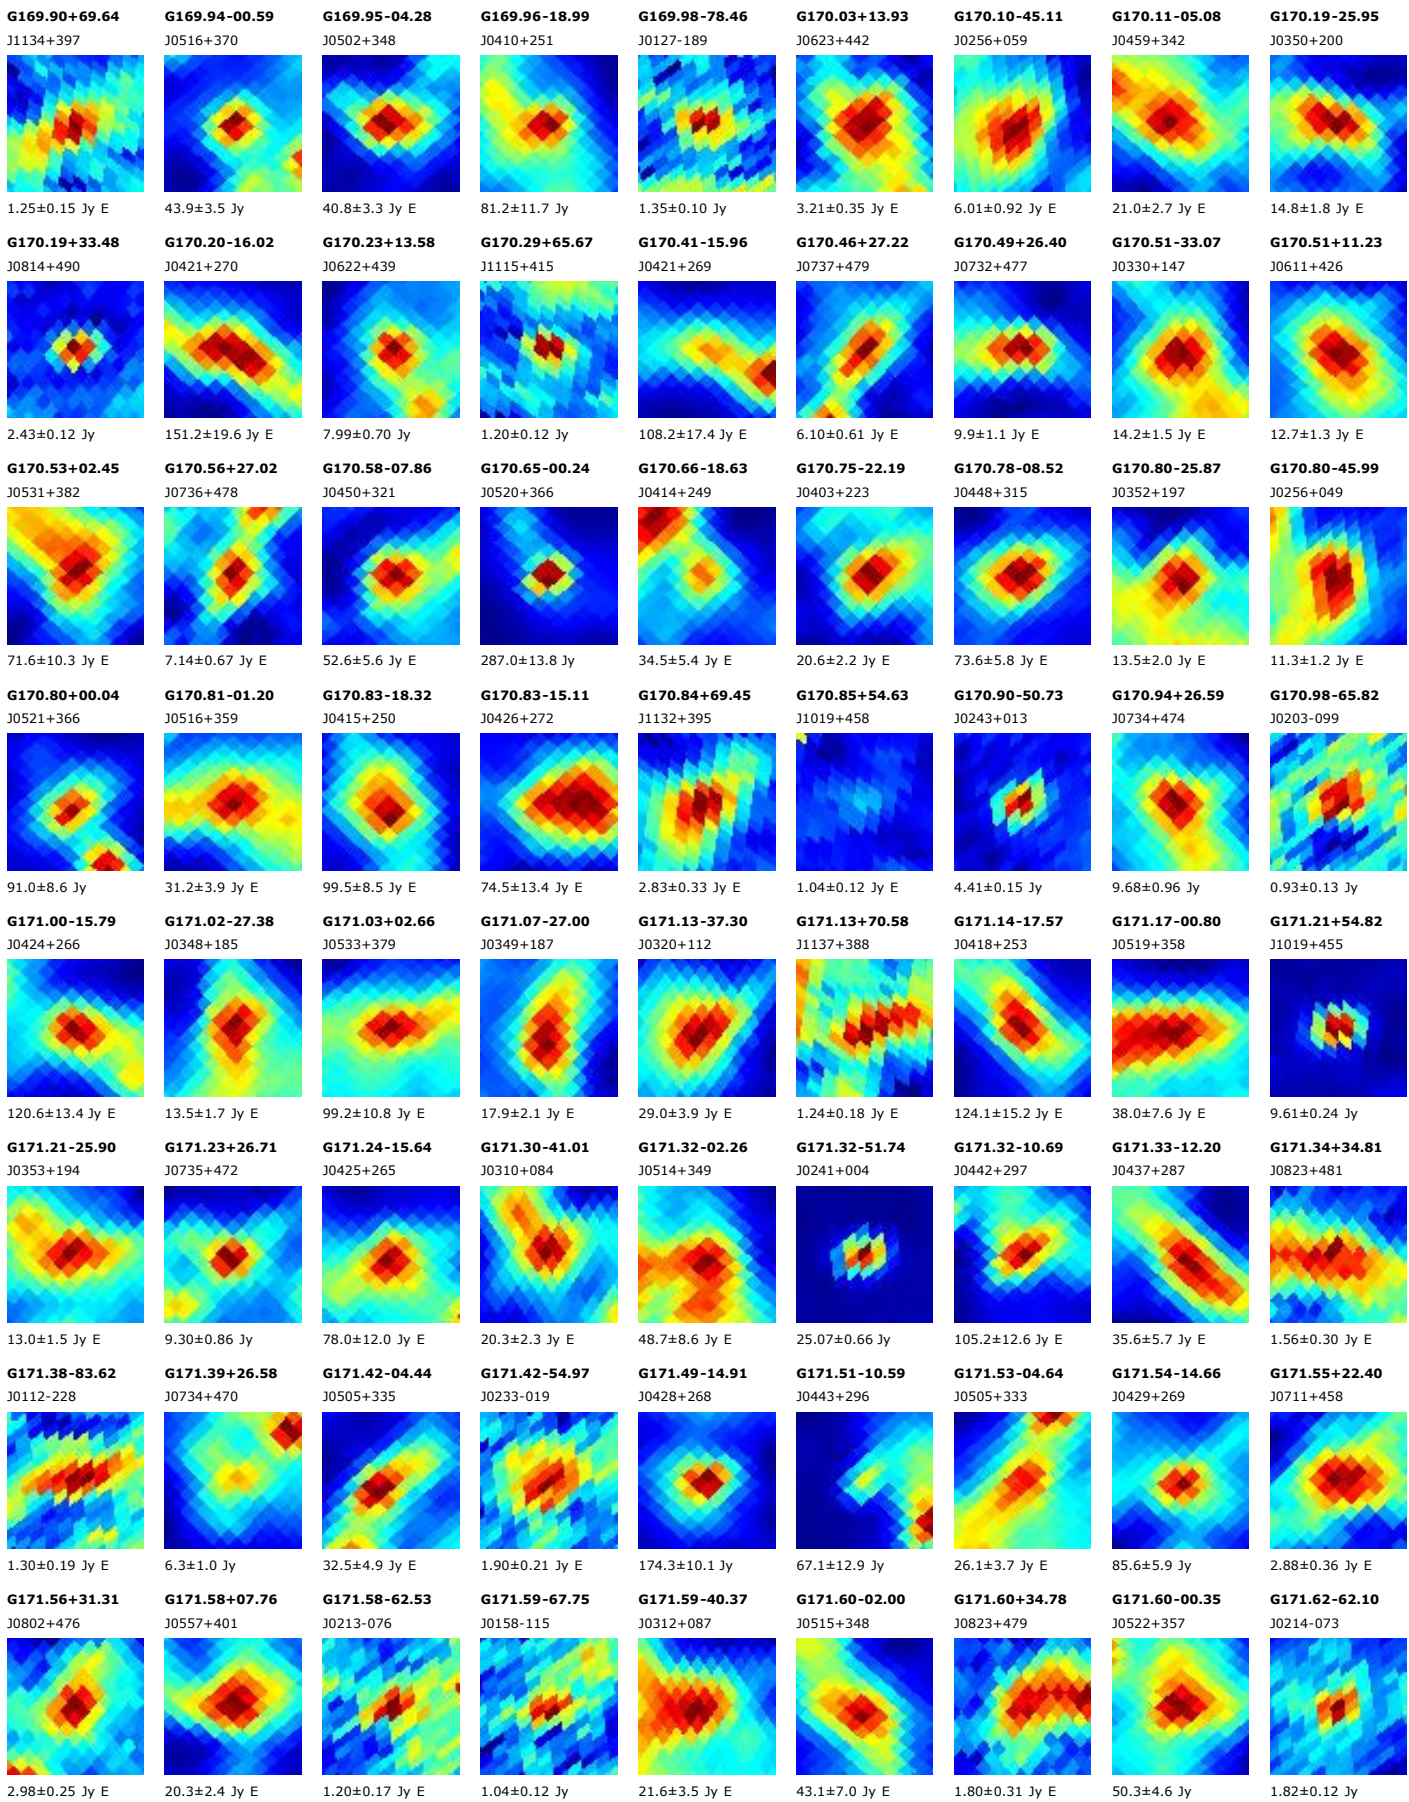 G169.90+69.64 G169.94-00.59 G169.95-04.28 G169.96-18.99 G169.98-78.46 G170.03+13.93 G170.10-45.11 G170.11-05.08 G170.19-25.95
J1134+397 J0516+370 J0502+348 J0410+251 J0127-189 J0623+442 J0256+059 J0459+342 J0350+200
1.25±0.15 Jy E 43.9±3.5 Jy 40.8±3.3 Jy E 81.2±11.7 Jy 1.35±0.10 Jy 3.21±0.35 Jy E 6.01±0.92 Jy E 21.0±2.7 Jy E 14.8±1.8 Jy E
G170.19+33.48 G170.20-16.02 G170.23+13.58 G170.29+65.67 G170.41-15.96 G170.46+27.22 G170.49+26.40 G170.51-33.07 G170.51+11.23
J0814+490 J0421+270 J0622+439 J1115+415 J0421+269 J0737+479 J0732+477 J0330+147 J0611+426
2.43±0.12 Jy 151.2±19.6 Jy E 7.99±0.70 Jy 1.20±0.12 Jy 108.2±17.4 Jy E 6.10±0.61 Jy E 9.9±1.1 Jy E 14.2±1.5 Jy E 12.7±1.3 Jy E
G170.53+02.45 G170.56+27.02 G170.58-07.86 G170.65-00.24 G170.66-18.63 G170.75-22.19 G170.78-08.52 G170.80-25.87 G170.80-45.99
J0531+382 J0736+478 J0450+321 J0520+366 J0414+249 J0403+223 J0448+315 J0352+197 J0256+049
71.6±10.3 Jy E 7.14±0.67 Jy E 52.6±5.6 Jy E 287.0±13.8 Jy 34.5±5.4 Jy E 20.6±2.2 Jy E 73.6±5.8 Jy E 13.5±2.0 Jy E 11.3±1.2 Jy E
G170.80+00.04 G170.81-01.20 G170.83-18.32 G170.83-15.11 G170.84+69.45 G170.85+54.63 G170.90-50.73 G170.94+26.59 G170.98-65.82
J0521+366 J0516+359 J0415+250 J0426+272 J1132+395 J1019+458 J0243+013 J0734+474 J0203-099
91.0±8.6 Jy 31.2±3.9 Jy E 99.5±8.5 Jy E 74.5±13.4 Jy E 2.83±0.33 Jy E 1.04±0.12 Jy E 4.41±0.15 Jy 9.68±0.96 Jy 0.93±0.13 Jy
G171.00-15.79 G171.02-27.38 G171.03+02.66 G171.07-27.00 G171.13-37.30 G171.13+70.58 G171.14-17.57 G171.17-00.80 G171.21+54.82
J0424+266 J0348+185 J0533+379 J0349+187 J0320+112 J1137+388 J0418+253 J0519+358 J1019+455
120.6±13.4 Jy E 13.5±1.7 Jy E 99.2±10.8 Jy E 17.9±2.1 Jy E 29.0±3.9 Jy E 1.24±0.18 Jy E 124.1±15.2 Jy E 38.0±7.6 Jy E 9.61±0.24 Jy
G171.21-25.90 G171.23+26.71 G171.24-15.64 G171.30-41.01 G171.32-02.26 G171.32-51.74 G171.32-10.69 G171.33-12.20 G171.34+34.81
J0353+194 J0735+472 J0425+265 J0310+084 J0514+349 J0241+004 J0442+297 J0437+287 J0823+481
13.0±1.5 Jy E 9.30±0.86 Jy 78.0±12.0 Jy E 20.3±2.3 Jy E 48.7±8.6 Jy E 25.07±0.66 Jy 105.2±12.6 Jy E 35.6±5.7 Jy E 1.56±0.30 Jy E
G171.38-83.62 G171.39+26.58 G171.42-04.44 G171.42-54.97 G171.49-14.91 G171.51-10.59 G171.53-04.64 G171.54-14.66 G171.55+22.40
J0112-228 J0734+470 J0505+335 J0233-019 J0428+268 J0443+296 J0505+333 J0429+269 J0711+458
1.30±0.19 Jy E 6.3±1.0 Jy 32.5±4.9 Jy E 1.90±0.21 Jy E 174.3±10.1 Jy 67.1±12.9 Jy 26.1±3.7 Jy E 85.6±5.9 Jy 2.88±0.36 Jy E
G171.56+31.31 G171.58+07.76 G171.58-62.53 G171.59-67.75 G171.59-40.37 G171.60-02.00 G171.60+34.78 G171.60-00.35 G171.62-62.10
J0802+476 J0557+401 J0213-076 J0158-115 J0312+087 J0515+348 J0823+479 J0522+357 J0214-073
2.98±0.25 Jy E 20.3±2.4 Jy E 1.20±0.17 Jy E 1.04±0.12 Jy 21.6±3.5 Jy E 43.1±7.0 Jy E 1.80±0.31 Jy E 50.3±4.6 Jy 1.82±0.12 Jy